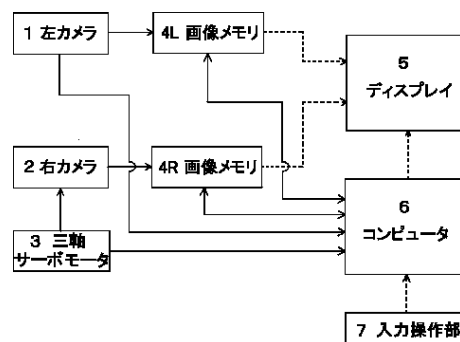 1 左カメラ
4L 画像メモリ
5
ディスプレイ
2 右カメラ
4R 画像メモリ
6
コンピュータ
3 三軸
サーボモータ
7 入力操作部